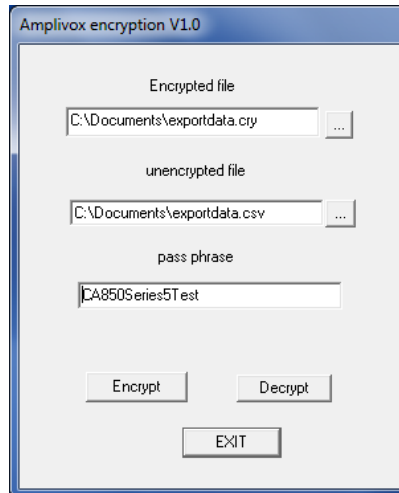 Amplivox encryption V1.0
Encrypted file
C:\Documents\exportdata.cry
...
unencrypted file
C:\Documents\exportdata.csv
...
pass phrase
CA850Series5Test
Encrypt
Decrypt
EXIT